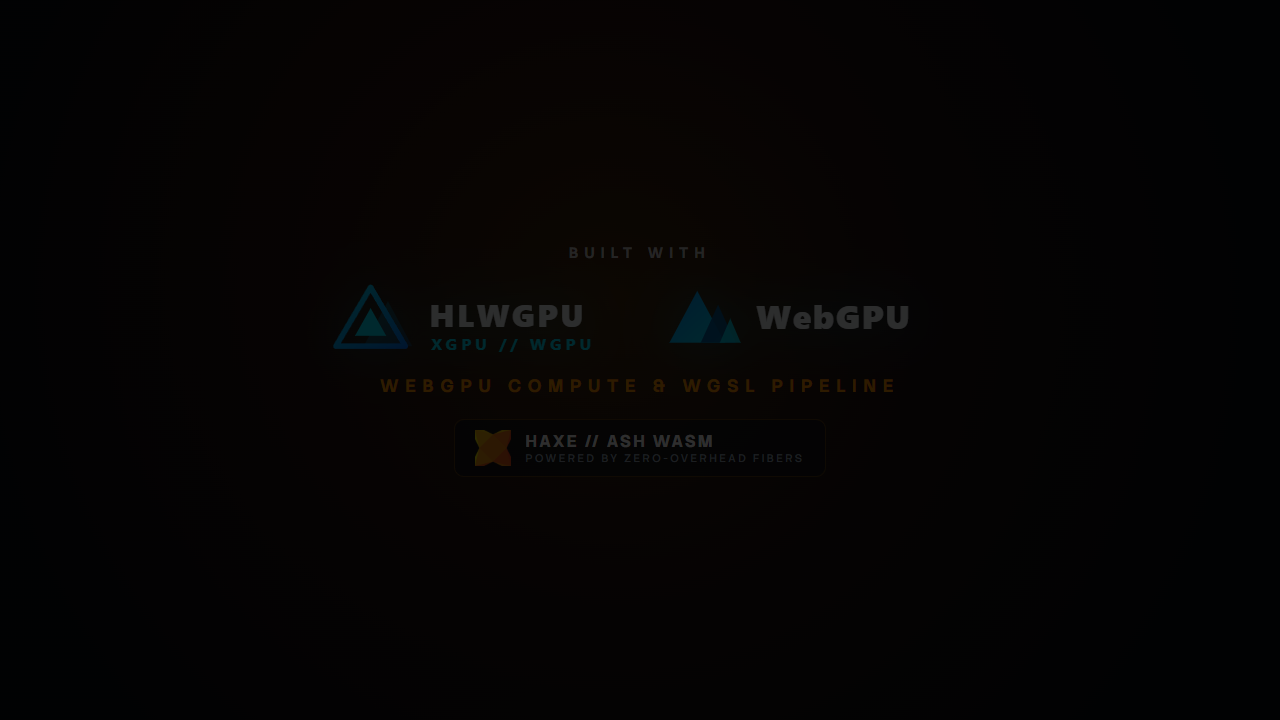 BUILT WITH
HLWGPU
XGPU // WGPU
WebGPU
WEBGPU COMPUTE & WGSL PIPELINE
HAXE // ASH WASM
POWERED BY ZERO-OVERHEAD FIBERS